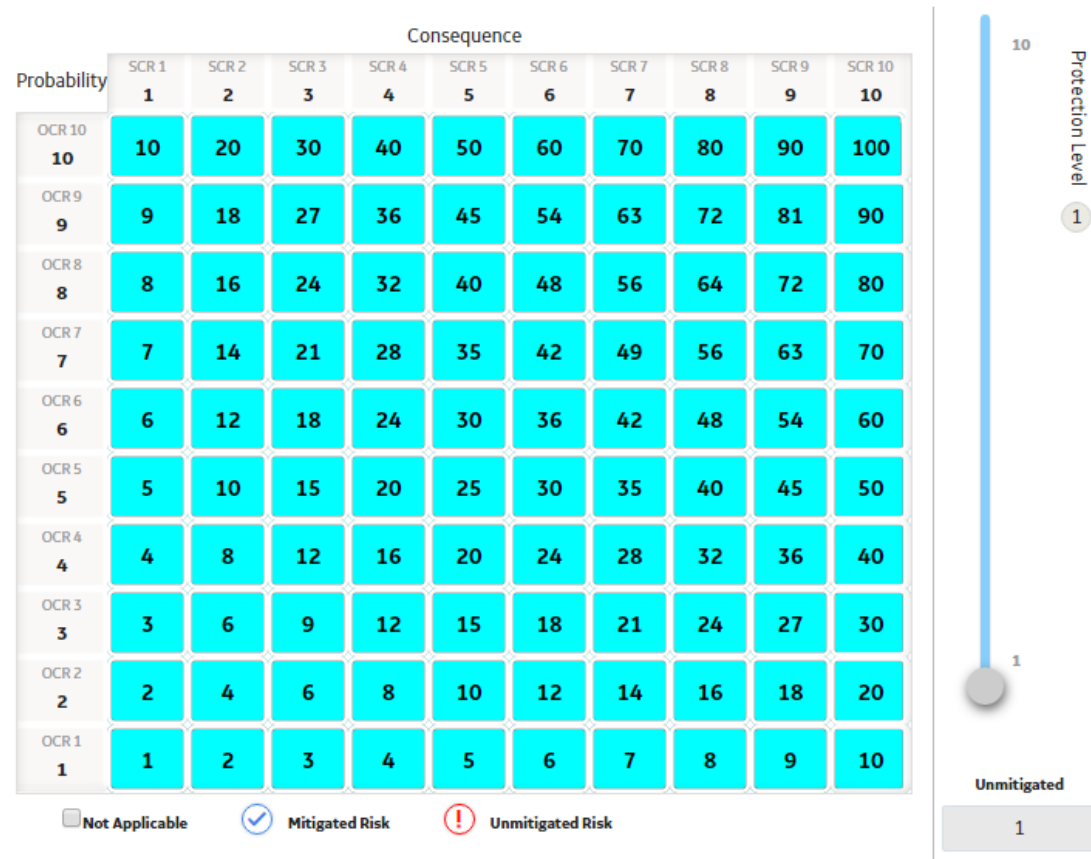 Consequence
Probability
SCR 1 SCR 2 SCR 3 SCR 4 SCR 5 SCR 6 SCR 7 SCR 8 SCR 9 SCR 10
1 2 3 4 5 6 7 8 9 10
OCR 10
10 10 20 30 40 50 60 70 80 90 100
OCR 9
9 9 18 27 36 45 54 63 72 81 90
OCR 8
8 8 16 24 32 40 48 56 64 72 80
OCR 7
7 7 14 21 28 35 42 49 56 63 70
OCR 6
6 6 12 18 24 30 36 42 48 54 60
OCR 5
5 5 10 15 20 25 30 35 40 45 50
OCR 4
4 4 8 12 16 20 24 28 32 36 40
OCR 3
3 3 6 9 12 15 18 21 24 27 30
OCR 2
2 2 4 6 8 10 12 14 16 18 20
OCR 1
1 1 2 3 4 5 6 7 8 9 10
Not Applicable Mitigated Risk ! Unmitigated Risk
10
Protection Level 1
1
Unmitigated
1